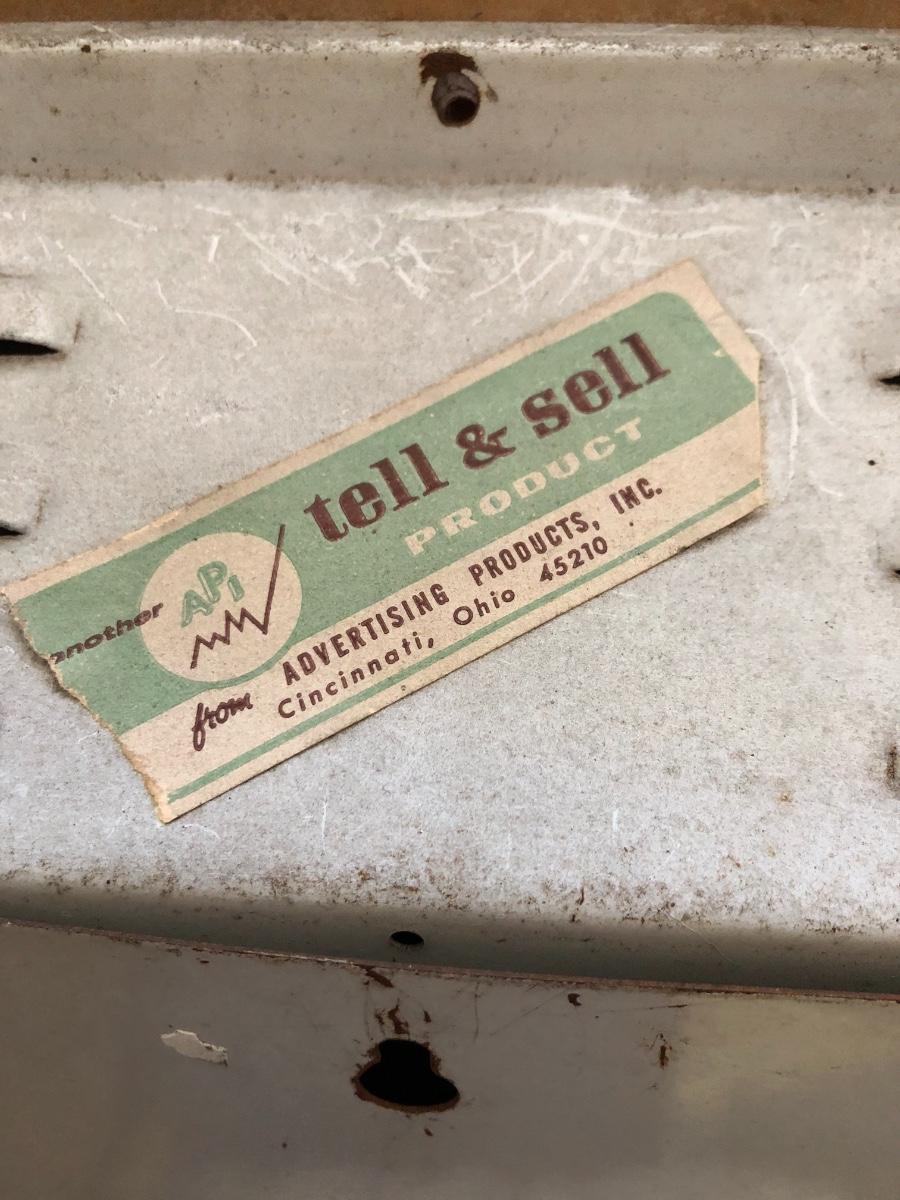 another API tell & sell
PRODUCT
from ADVERTISING PRODUCTS, INC.
Cincinnati, Ohio 45210